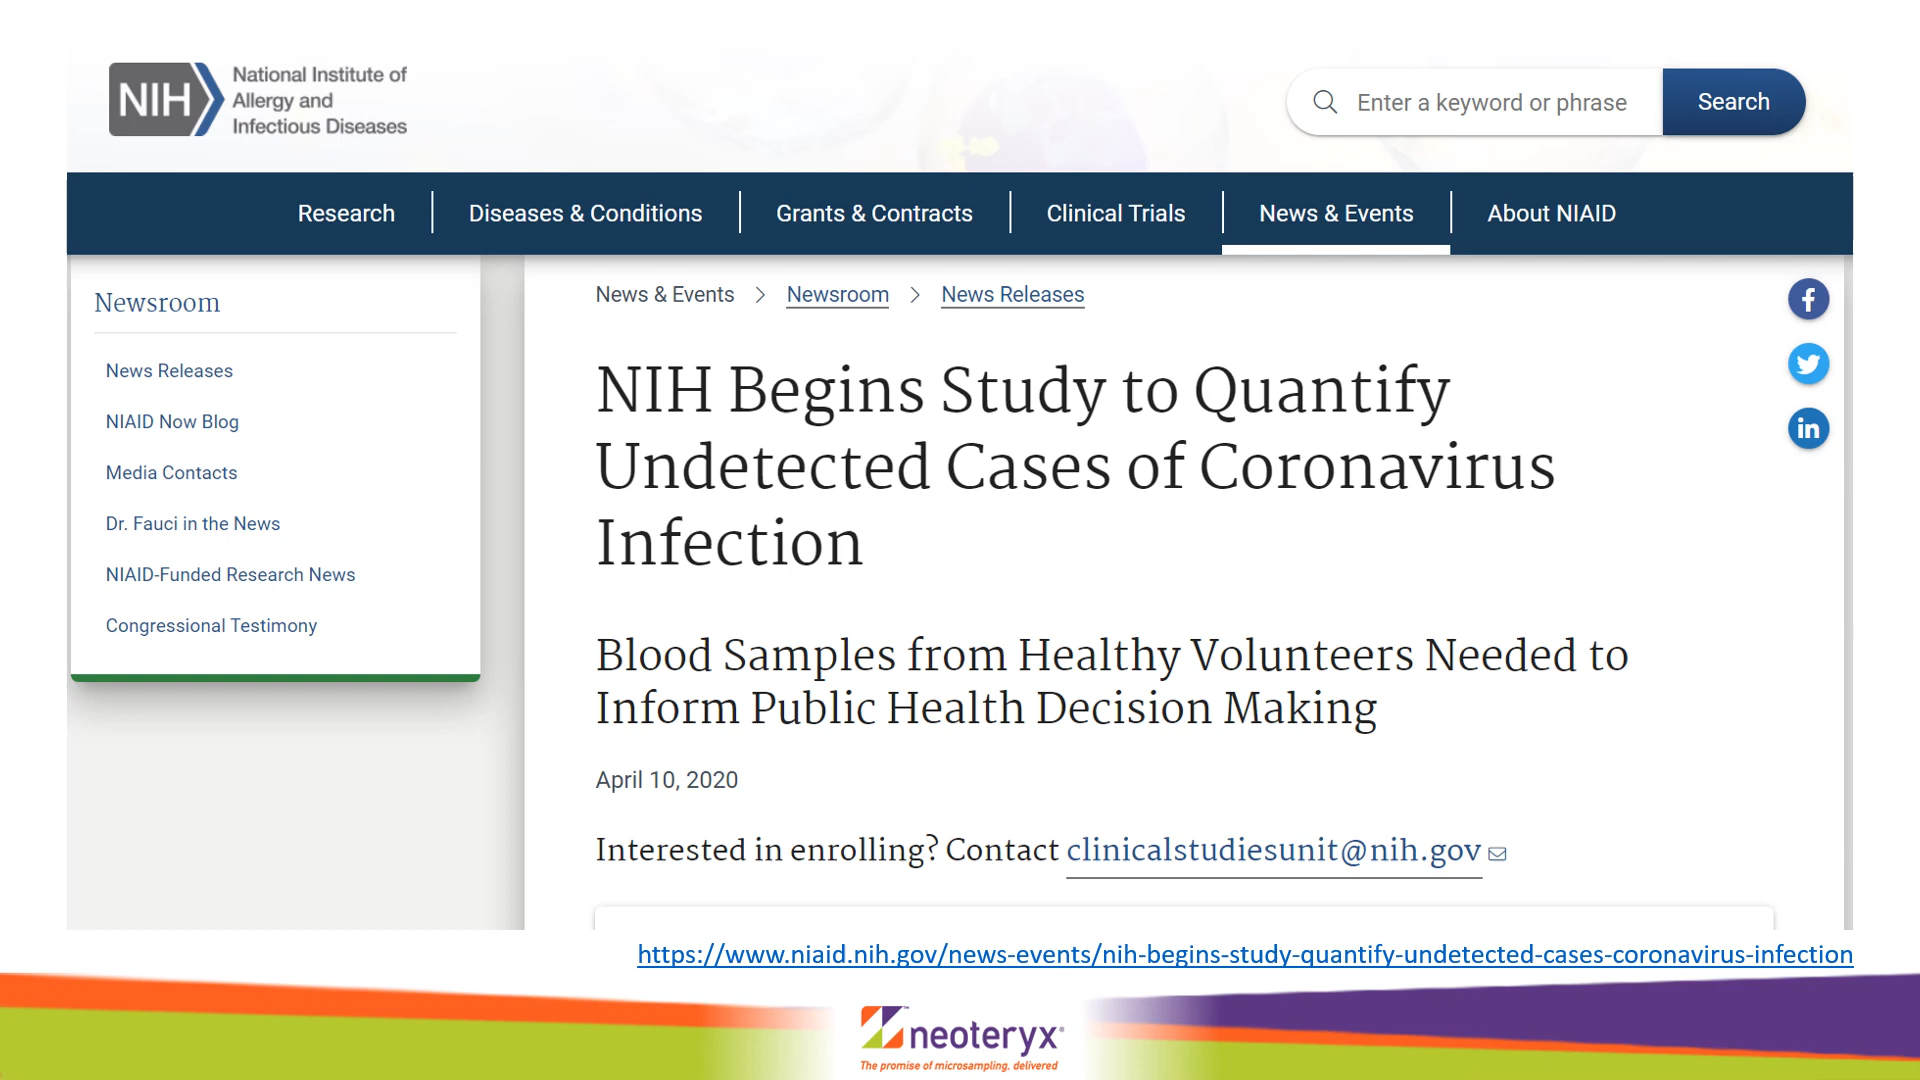 NIH
National Institute of
Allergy and
Infectious Diseases
Enter a keyword or phrase
Search
Research
Diseases & Conditions
Grants & Contracts
Clinical Trials
News & Events
About NIAID
Newsroom
News Releases
NIAID Now Blog
Media Contacts
Dr. Fauci in the News
NIAID-Funded Research News
Congressional Testimony
News & Events > Newsroom > News Releases
NIH Begins Study to Quantify
Undetected Cases of Coronavirus
Infection
Blood Samples from Healthy Volunteers Needed to
Inform Public Health Decision Making
April 10, 2020
Interested in enrolling? Contact clinicalstudiesunit@nih.gov
https://www.niaid.nih.gov/news-events/nih-begins-study-quantify-undetected-cases-coronavirus-infection
neoteryx
The promise of microsampling, delivered